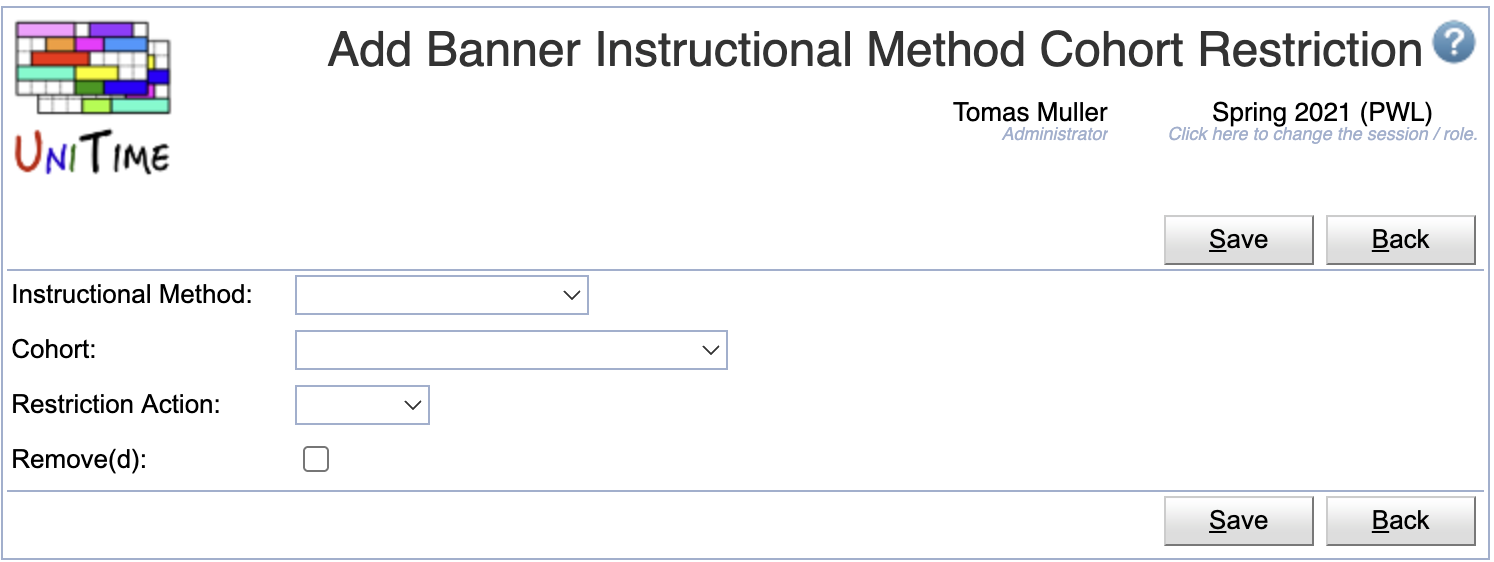 Add Banner Instructional Method Cohort Restriction ?
UNITIME
Tomas Muller Spring 2021 (PWL)
Administrator Click here to change the session / role.
Save Back
Instructional Method:
Cohort:
Restriction Action:
Remove(d):
Save Back